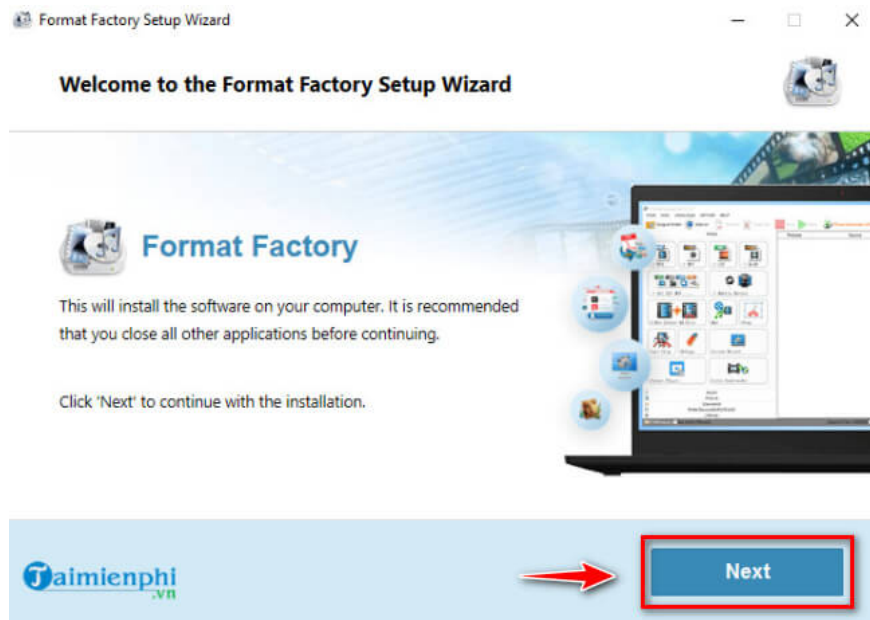 Format Factory Setup Wizard
Welcome to the Format Factory Setup Wizard
Format Factory
This will install the software on your computer. It is recommended
that you close all other applications before continuing.
Click 'Next' to continue with the installation.
Taimienphi
.vn
Next